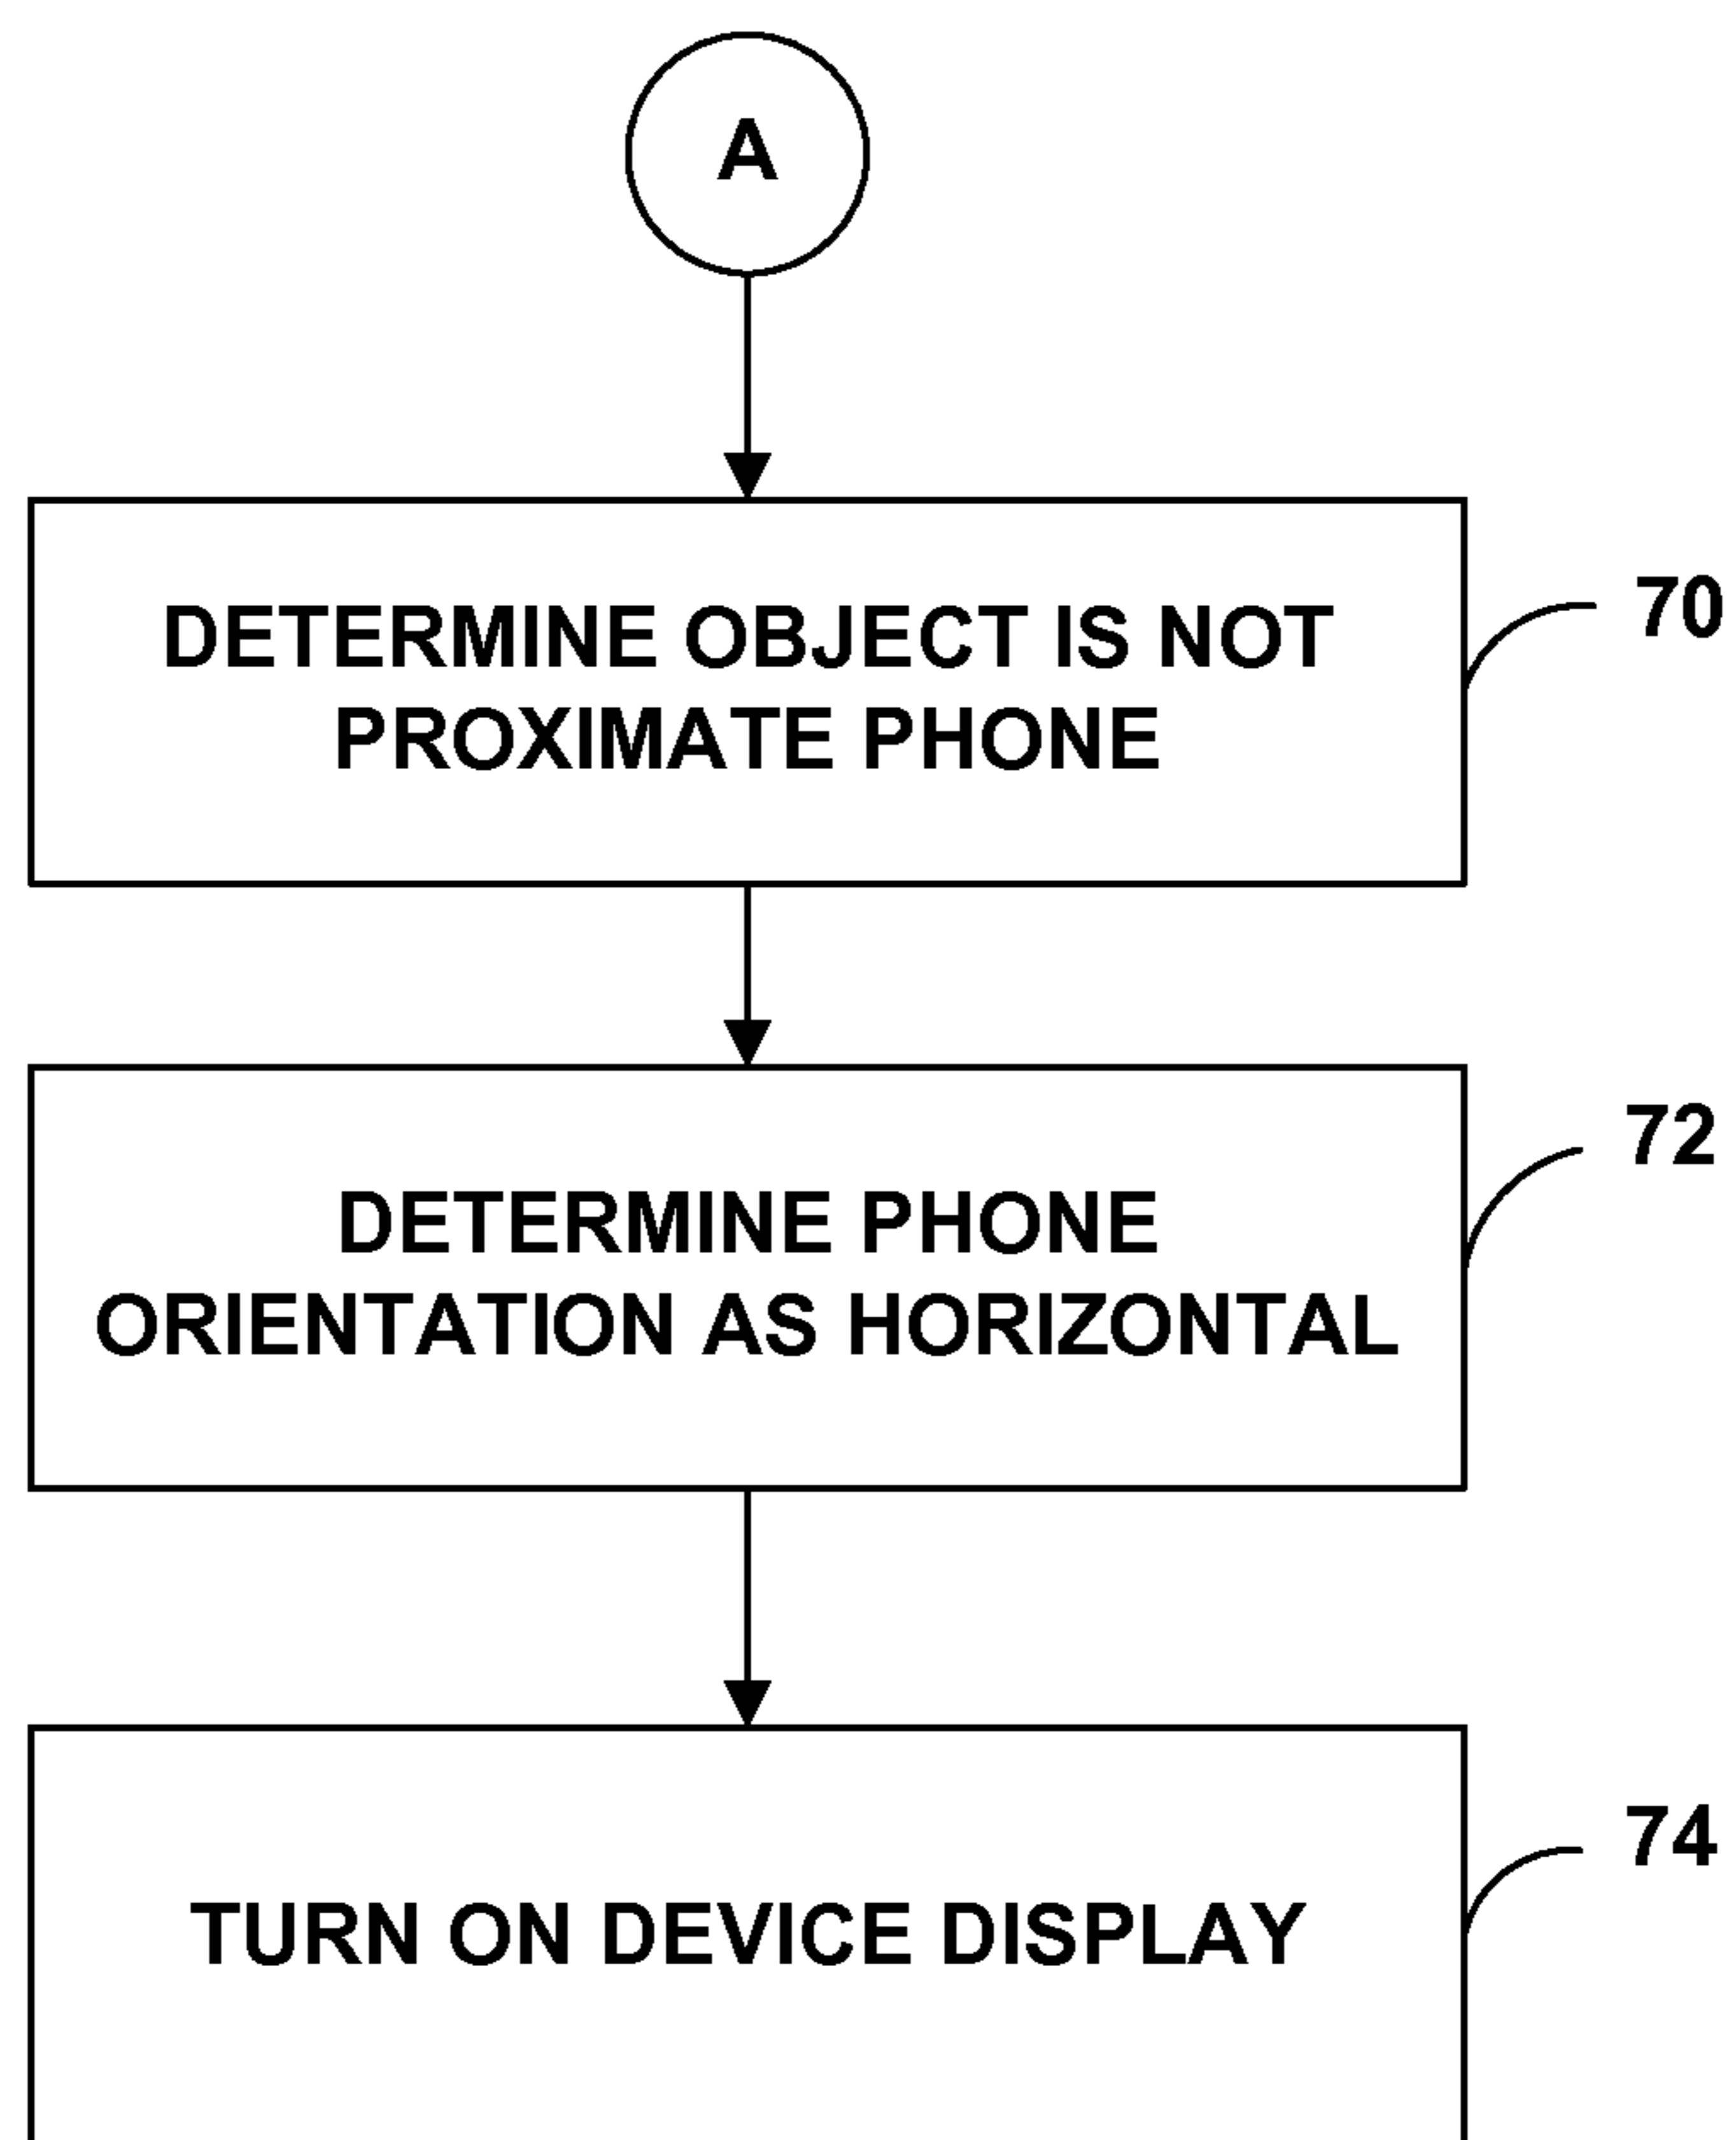 A
DETERMINE OBJECT IS NOT
PROXIMATE PHONE
70
DETERMINE PHONE
ORIENTATION AS HORIZONTAL
72
TURN ON DEVICE DISPLAY
74